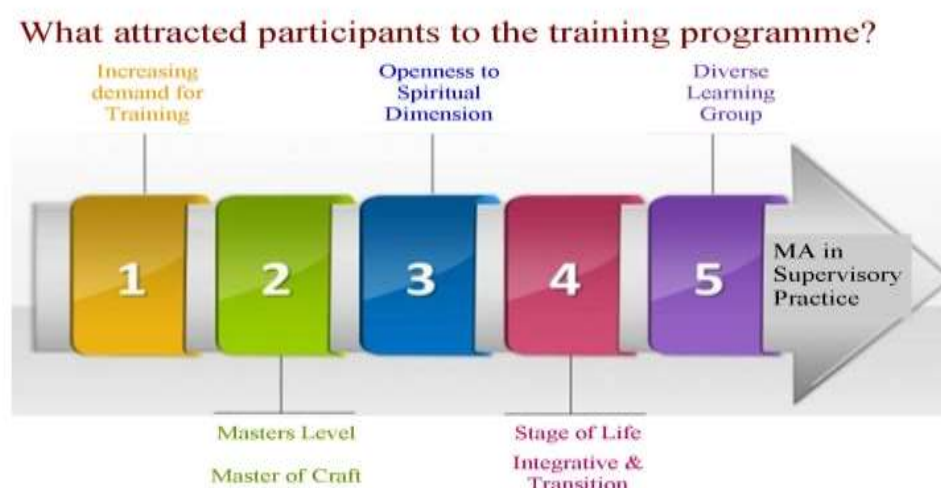 What attracted participants to the training programme?
Increasing
demand for
Training
Openness to
Spiritual
Dimension
Diverse
Learning
Group
1
2
3
4
5
MA in
Supervisory
Practice
Masters Level
Master of Craft
Stage of Life
Integrative &
Transition